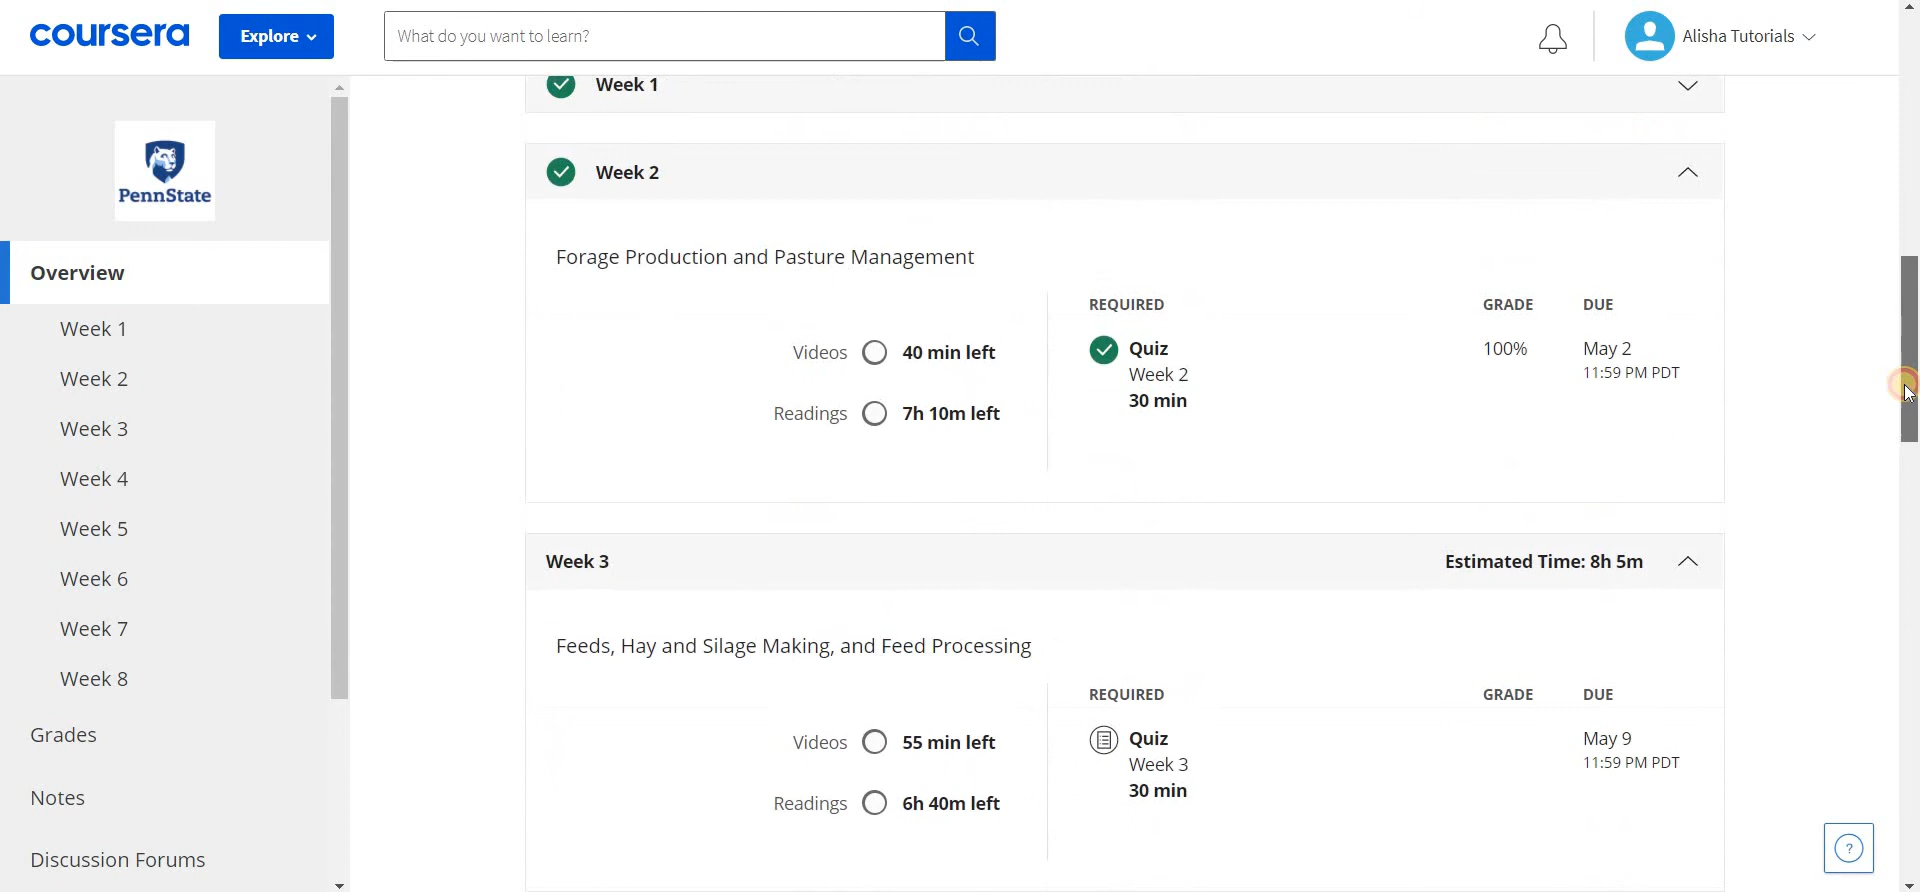 coursera
Explore
What do you want to learn?
Alisha Tutorials
PennState
Overview
Week 1
Week 2
Week 3
Week 4
Week 5
Week 6
Week 7
Week 8
Grades
Notes
Discussion Forums
Week 1
Week 2
Forage Production and Pasture Management
Videos 40 min left
Readings 7h 10m left
REQUIRED GRADE DUE
Quiz 100% May 2
Week 2 11:59 PM PDT
30 min
Week 3 Estimated Time: 8h 5m
Feeds, Hay and Silage Making, and Feed Processing
Videos 55 min left
Readings 6h 40m left
REQUIRED GRADE DUE
Quiz May 9
Week 3 11:59 PM PDT
30 min
?